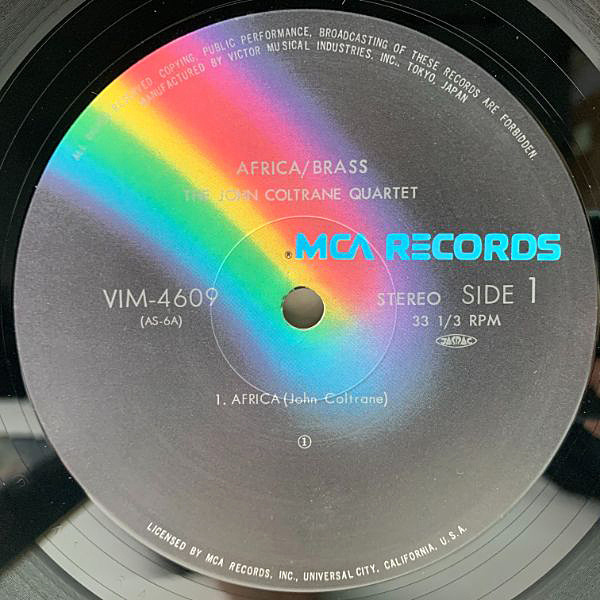 ALL RIGHTS RESERVED COPYING, PUBLIC PERFORMANCE, BROADCASTING OF THESE RECORDS ARE FORBIDDEN.
MANUFACTURED BY VICTOR MUSICAL INDUSTRIES, INC., TOKYO, JAPAN
AFRICA/BRASS
THE JOHN COLTRANE QUARTET
® MCA RECORDS
VIM-4609
(AS-6A)
STEREO SIDE 1
33 1/3 RPM
JASRAC
1. AFRICA (John Coltrane)
①
LICENSED BY MCA RECORDS, INC., UNIVERSAL CITY, CALIFORNIA, U.S.A.